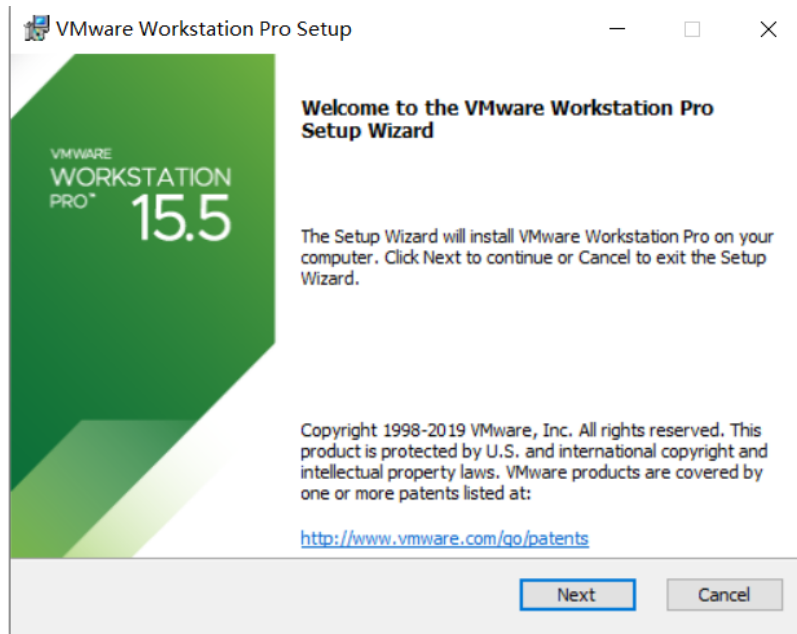 VMware Workstation Pro Setup
VMWARE
WORKSTATION
PRO™ 15.5
Welcome to the VMware Workstation Pro
Setup Wizard
The Setup Wizard will install VMware Workstation Pro on your
computer. Click Next to continue or Cancel to exit the Setup
Wizard.
Copyright 1998-2019 VMware, Inc. All rights reserved. This
product is protected by U.S. and international copyright and
intellectual property laws. VMware products are covered by
one or more patents listed at:
http://www.vmware.com/go/patents
Next Cancel